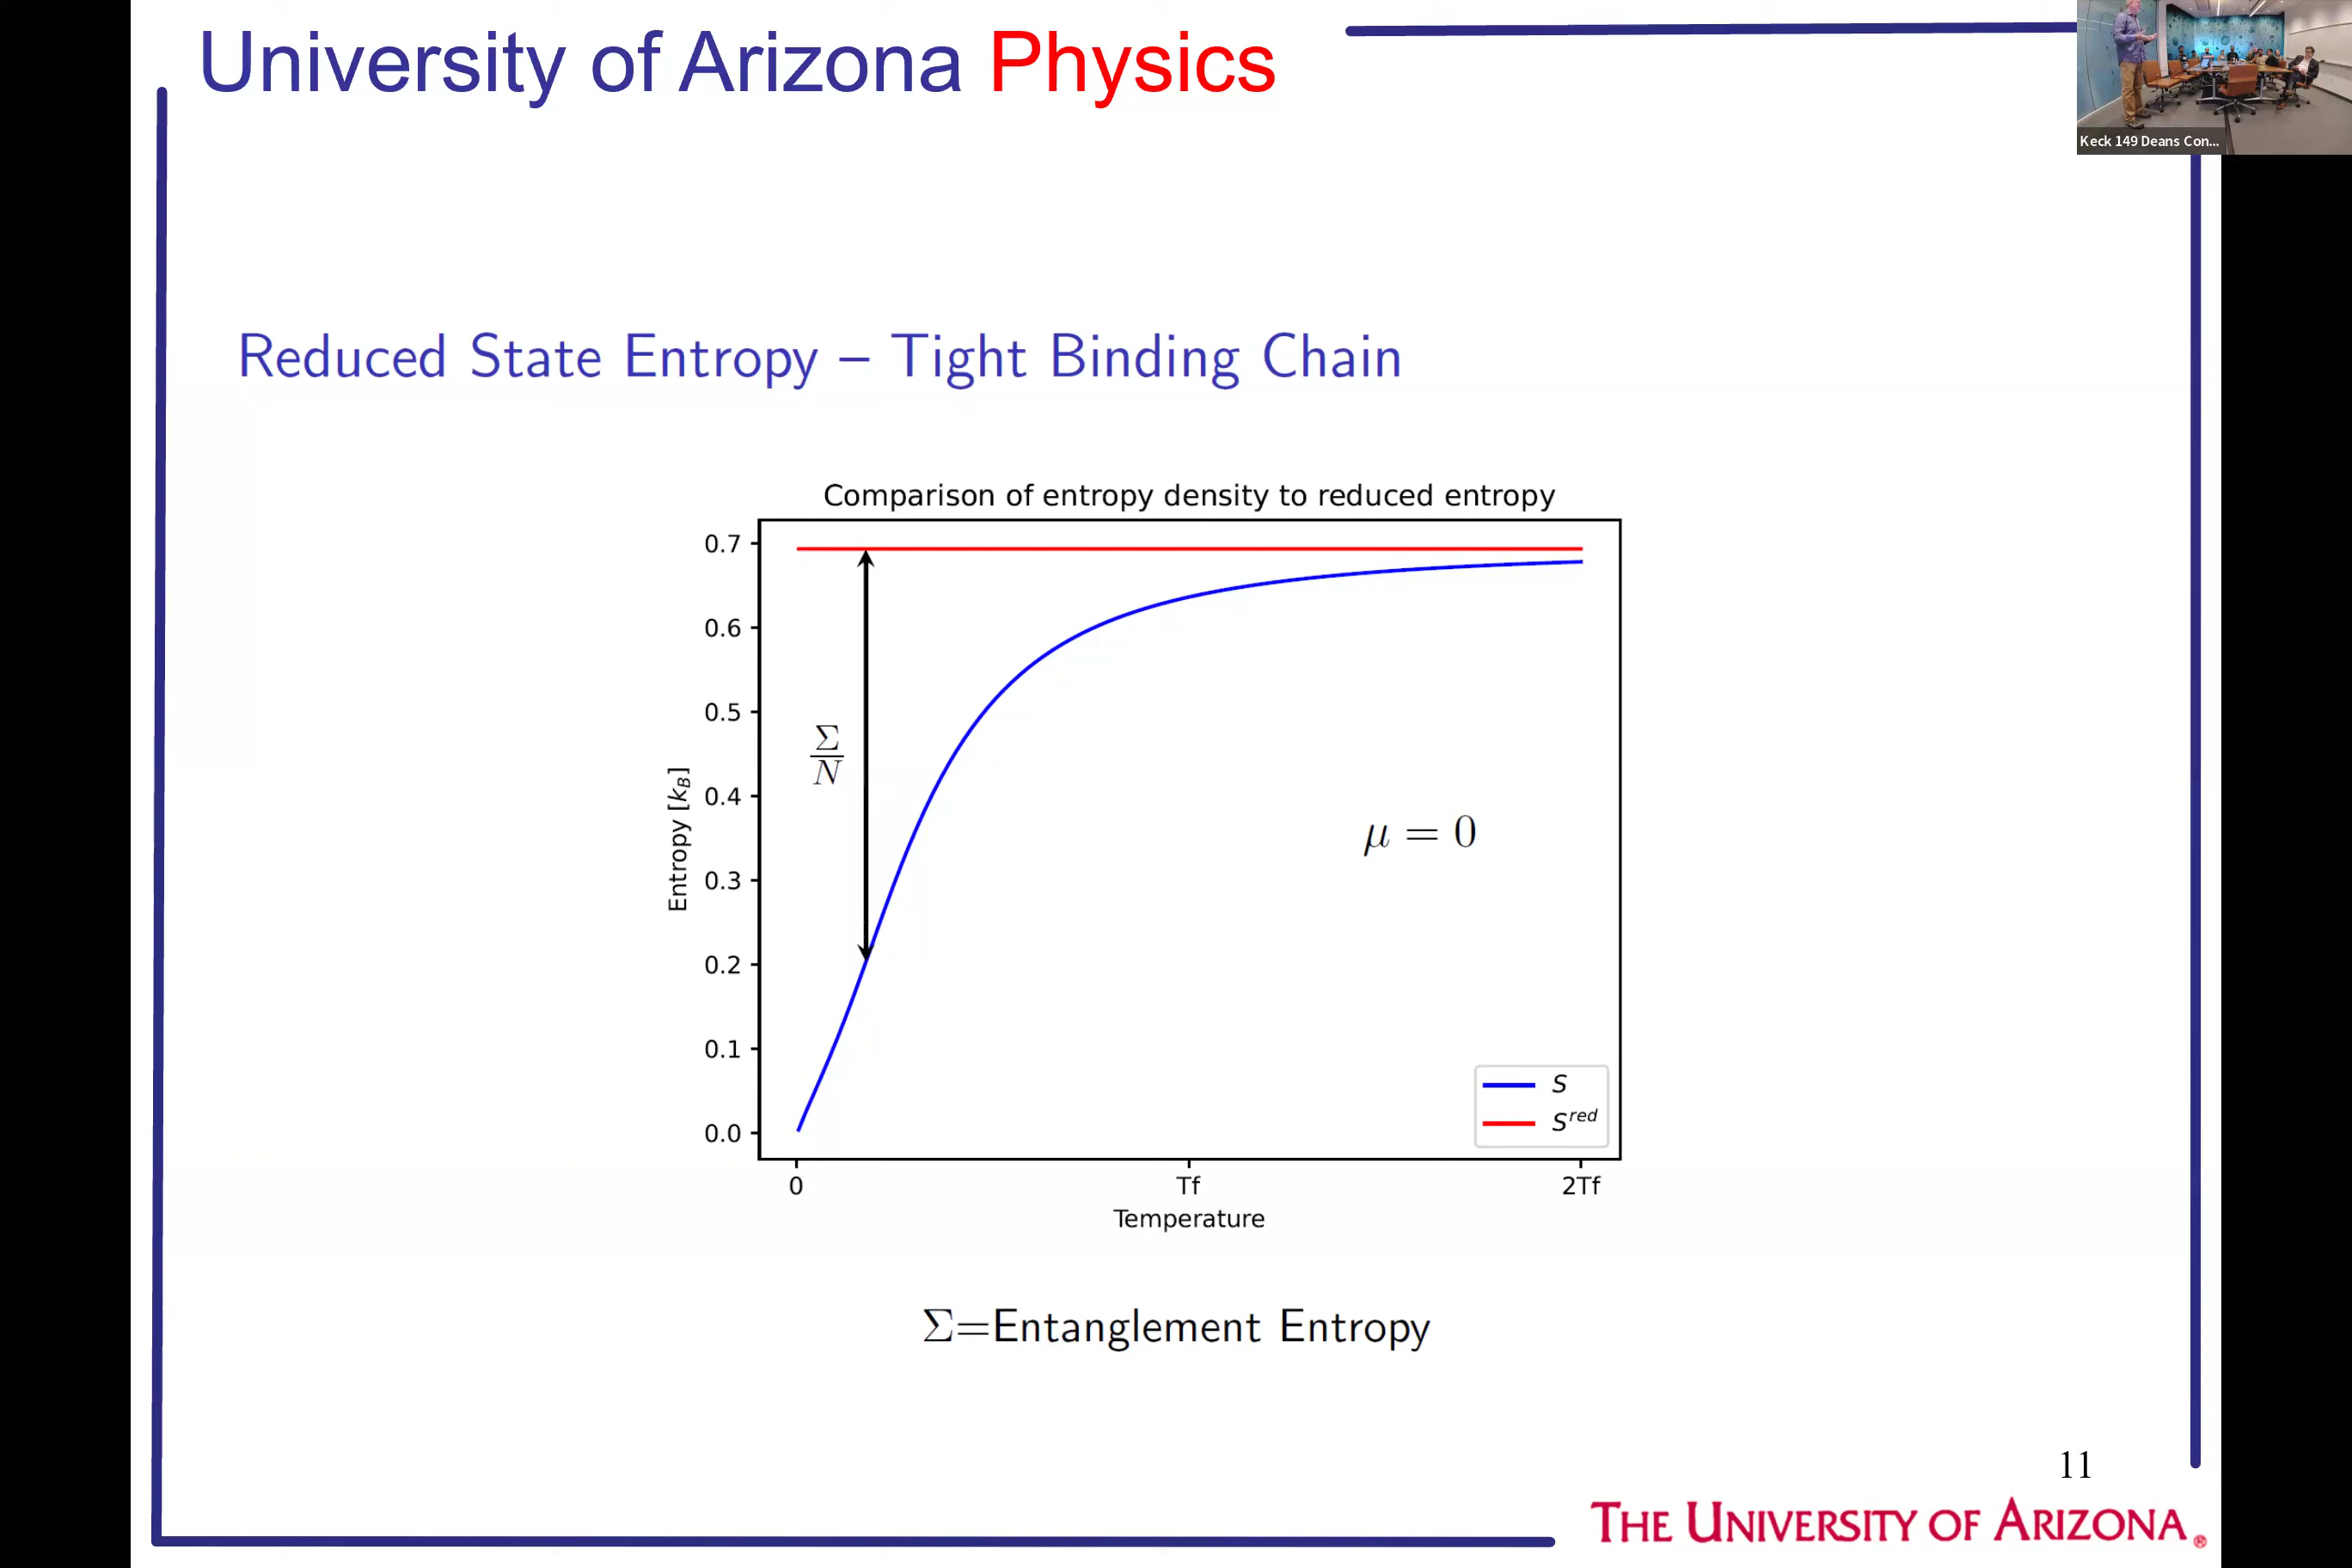 University of Arizona Physics
Keck 149 Deans Con...
Reduced State Entropy – Tight Binding Chain
Comparison of entropy density to reduced entropy
0.7
0.6
0.5
0.4
0.3
0.2
0.1
0.0
Entropy [k_B]
Σ
N
μ = 0
S
S^red
0
Tf
2Tf
Temperature
Σ=Entanglement Entropy
11
THE UNIVERSITY OF ARIZONA®